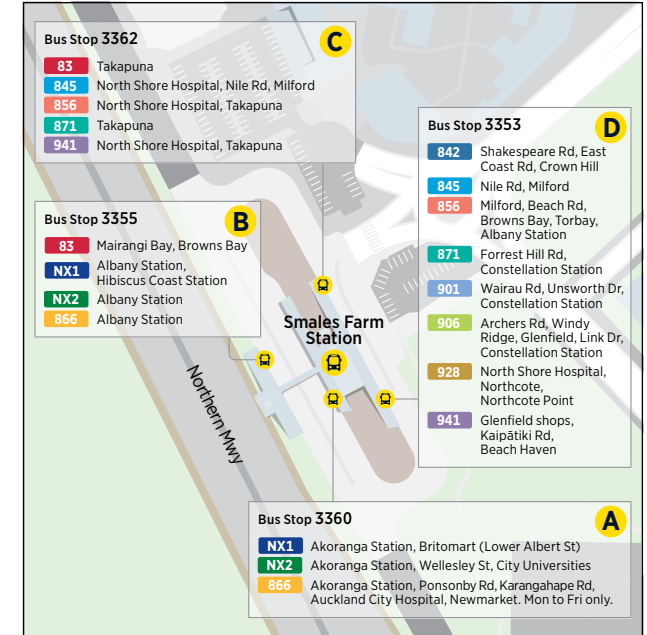 Bus Stop 3362
C
83 Takapuna
845 North Shore Hospital, Nile Rd, Milford
856 North Shore Hospital, Takapuna
871 Takapuna
941 North Shore Hospital, Takapuna
Bus Stop 3353
D
842 Shakespeare Rd, East
Coast Rd, Crown Hill
845 Nile Rd, Milford
856 Milford, Beach Rd,
Browns Bay, Torbay,
Albany Station
871 Forrest Hill Rd,
Constellation Station
901 Wairau Rd, Unsworth Dr,
Constellation Station
906 Archers Rd, Windy
Ridge, Glenfield, Link Dr,
Constellation Station
928 North Shore Hospital,
Northcote,
Northcote Point
941 Glenfield shops,
Kaipātiki Rd,
Beach Haven
Bus Stop 3355
B
83 Mairangi Bay, Browns Bay
NX1 Albany Station,
Hibiscus Coast Station
NX2 Albany Station
866 Albany Station
Smales Farm
Station
Northern Mwy
Bus Stop 3360
A
NX1 Akoranga Station, Britomart (Lower Albert St)
NX2 Akoranga Station, Wellesley St, City Universities
866 Akoranga Station, Ponsonby Rd, Karangahape Rd,
Auckland City Hospital, Newmarket. Mon to Fri only.